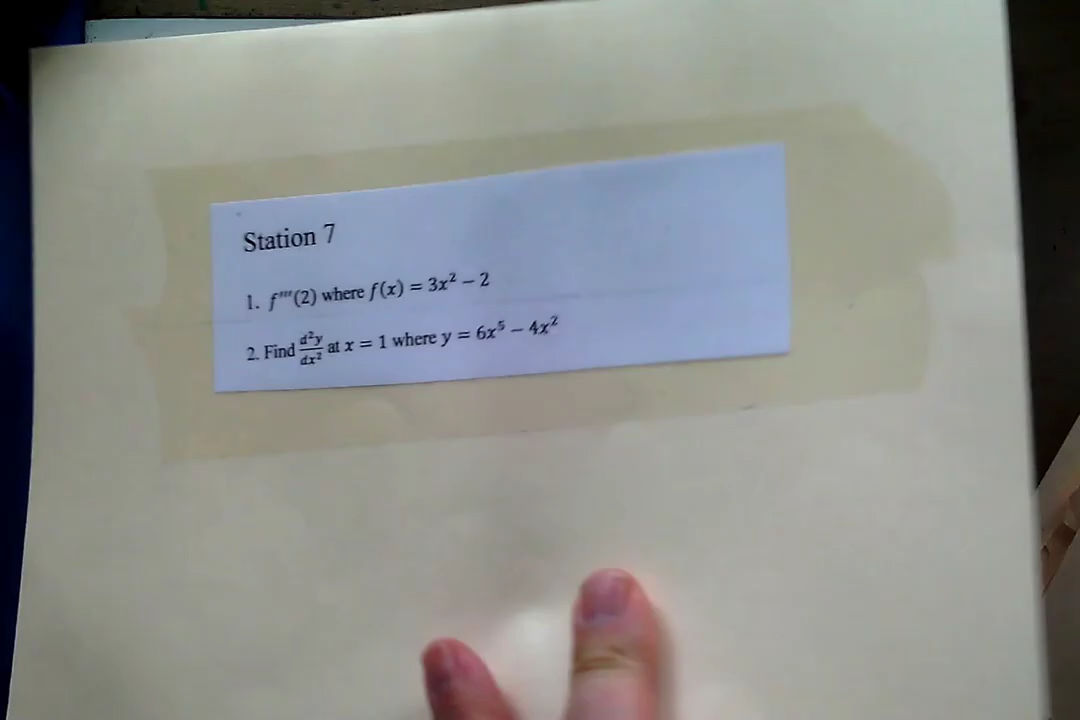 Station 7
1. f'''(2) where f(x) = 3x² − 2
2. Find d²y/dx² at x = 1 where y = 6x⁵ − 4x²